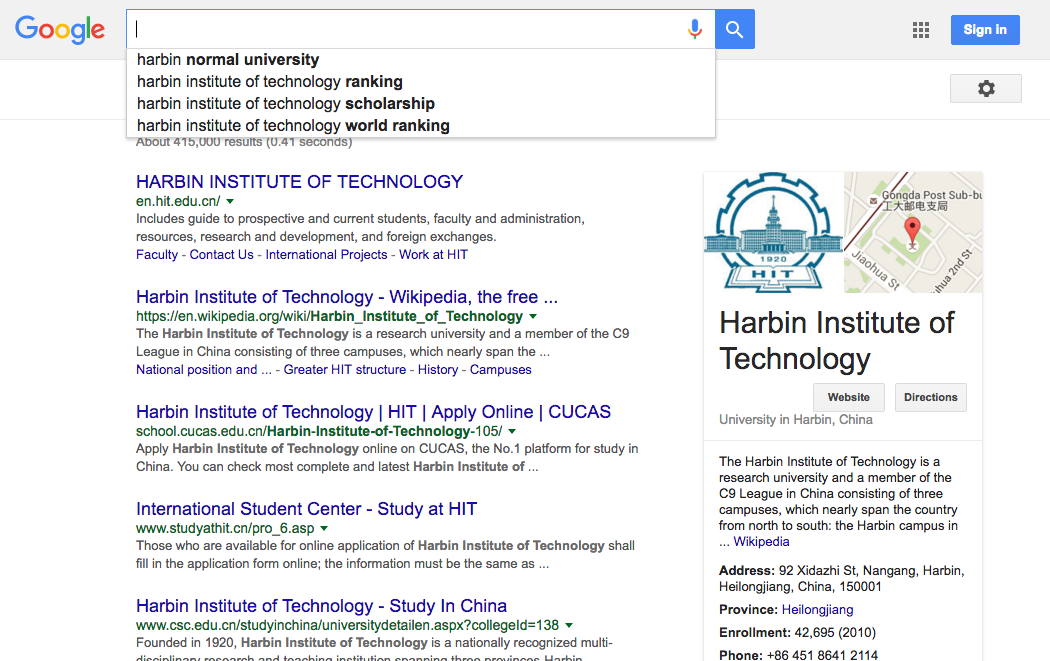 Google
Sign in
harbin normal university
harbin institute of technology ranking
harbin institute of technology scholarship
harbin institute of technology world ranking
About 415,000 results (0.41 seconds)
HARBIN INSTITUTE OF TECHNOLOGY
en.hit.edu.cn/
Includes guide to prospective and current students, faculty and administration,
resources, research and development, and foreign exchanges.
Faculty - Contact Us - International Projects - Work at HIT
Harbin Institute of Technology - Wikipedia, the free ...
https://en.wikipedia.org/wiki/Harbin_Institute_of_Technology
The Harbin Institute of Technology is a research university and a member of the C9
League in China consisting of three campuses, which nearly span the ...
National position and ... - Greater HIT structure - History - Campuses
Harbin Institute of Technology | HIT | Apply Online | CUCAS
school.cucas.edu.cn/Harbin-Institute-of-Technology-105/
Apply Harbin Institute of Technology online on CUCAS, the No.1 platform for study in
China. You can check most complete and latest Harbin Institute of ...
International Student Center - Study at HIT
www.studyathit.cn/pro_6.asp
Those who are available for online application of Harbin Institute of Technology shall
fill in the application form online; the information must be the same as ...
Harbin Institute of Technology - Study In China
www.csc.edu.cn/studyinchina/universitydetailen.aspx?collegeId=138
Founded in 1920, Harbin Institute of Technology is a nationally recognized multi-
disciplinary research and teaching institution spanning three provinces Harbin
1920
HIT
Gongda Post Sub-bu
工大邮电支局
Jiaohua St
hua 2nd St
Harbin Institute of
Technology
Website
Directions
University in Harbin, China
The Harbin Institute of Technology is a
research university and a member of the
C9 League in China consisting of three
campuses, which nearly span the country
from north to south: the Harbin campus in
... Wikipedia
Address: 92 Xidazhi St, Nangang, Harbin,
Heilongjiang, China, 150001
Province: Heilongjiang
Enrollment: 42,695 (2010)
Phone: +86 451 8641 2114